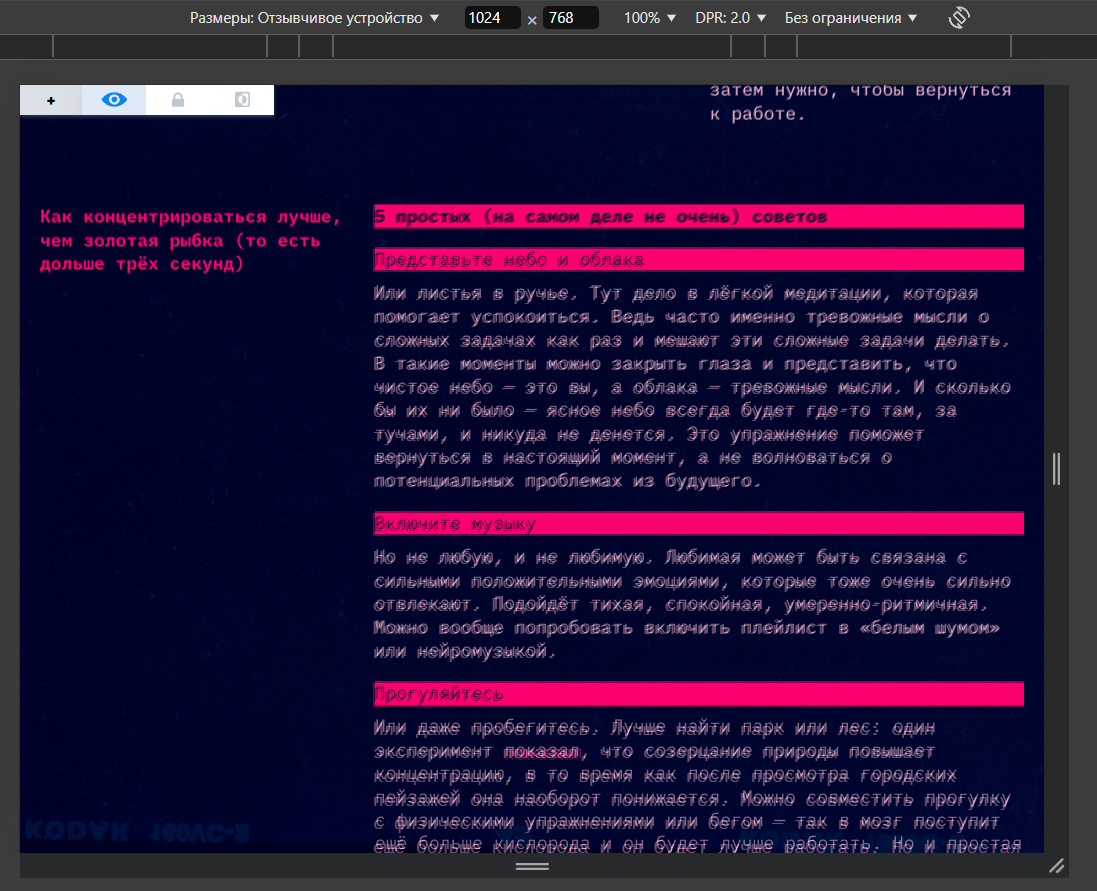 Размеры: Отзывчивое устройство ▼ 1024 × 768 100% ▼ DPR: 2.0 ▼ Без ограничения ▼
+
затем нужно, чтобы вернуться
к работе.
Как концентрироваться лучше,
чем золотая рыбка (то есть
дольше трёх секунд)
5 простых (на самом деле не очень) советов
Представьте небо и облака
Или листья в ручье. Тут дело в лёгкой медитации, которая
помогает успокоиться. Ведь часто именно тревожные мысли о
сложных задачах как раз и мешают эти сложные задачи делать.
В такие моменты можно закрыть глаза и представить, что
чистое небо — это вы, а облака — тревожные мысли. И сколько
бы их ни было — ясное небо всегда будет где-то там, за
тучами, и никуда не денется. Это упражнение поможет
вернуться в настоящий момент, а не волноваться о
потенциальных проблемах из будущего.
Включите музыку
Но не любую, и не любимую. Любимая может быть связана с
сильными положительными эмоциями, которые тоже очень сильно
отвлекают. Подойдёт тихая, спокойная, умеренно-ритмичная.
Можно вообще попробовать включить плейлист в «белым шумом»
или нейромузыкой.
Прогуляйтесь
Или даже пробегитесь. Лучше найти парк или лес: один
эксперимент показал, что созерцание природы повышает
концентрацию, в то время как после просмотра городских
пейзажей она наоборот понижается. Можно совместить прогулку
с физическими упражнениями или бегом — так в мозг поступит
ещё больше кислорода и он будет лучше работать. Но и простая